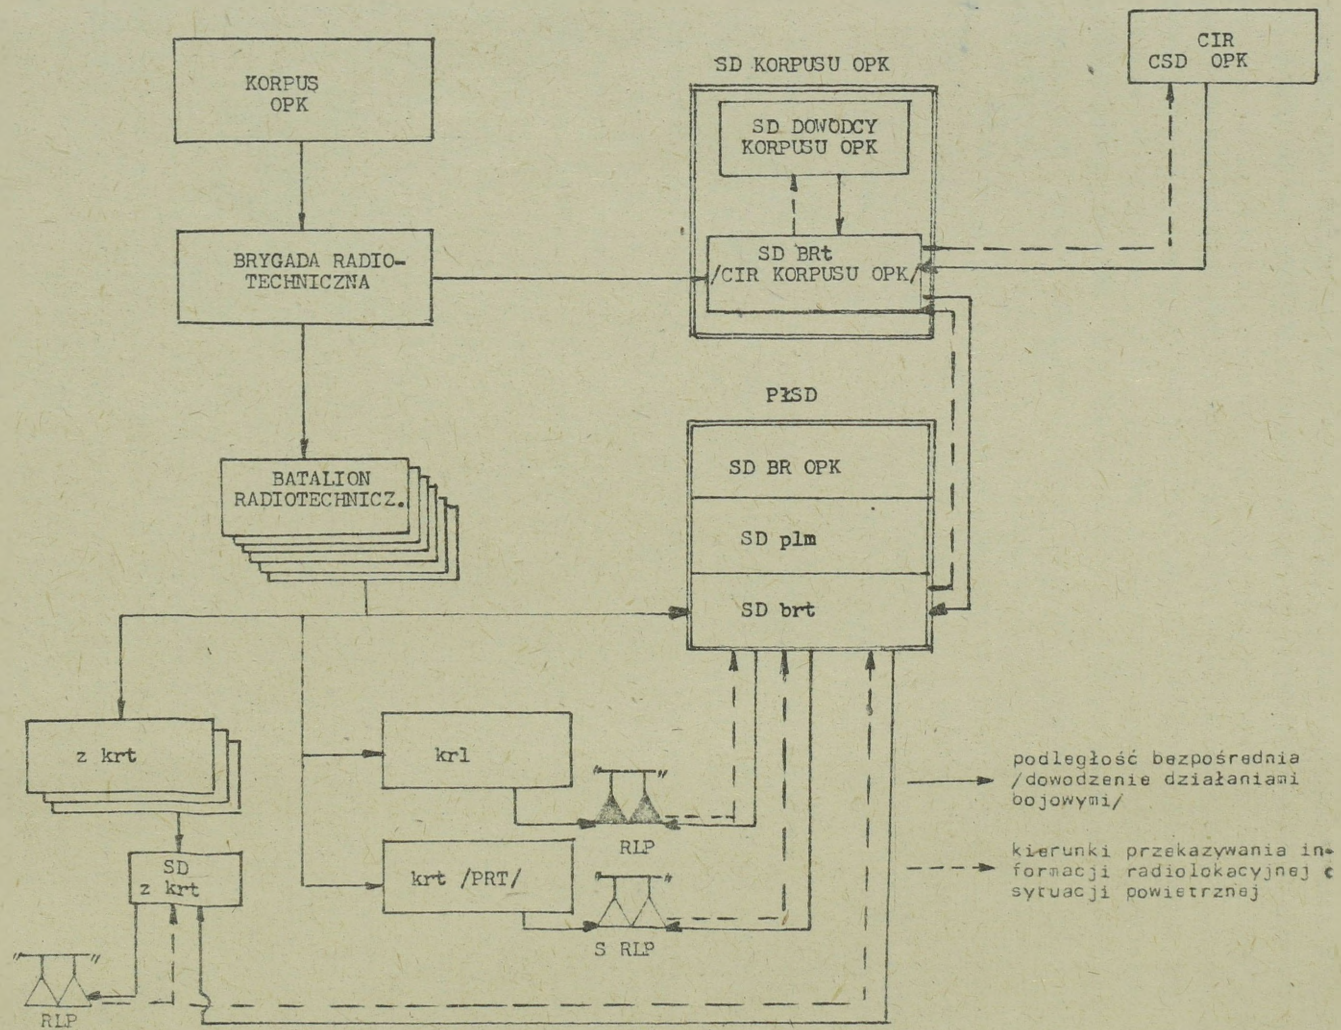 KORPUS
OPK
SD KORPUSU OPK
CIR
CSD OPK
SD DOWÓDCY
KORPUSU OPK
BRYGADA RADIO-
TECHNICZNA
SD BRt
/CIR KORPUSU OPK/
PŁSD
BATALION
RADIOTECHNICZ.
SD BR OPK
SD plm
SD brt
z krt
krl
RLP
SD
z krt
krt /PRT/
S RLP
RLP
podległość bezpośrednia
/dowodzenie działaniami
bojowymi/
kierunki przekazywania in-
formacji radiolokacyjnej o
sytuacji powietrznej